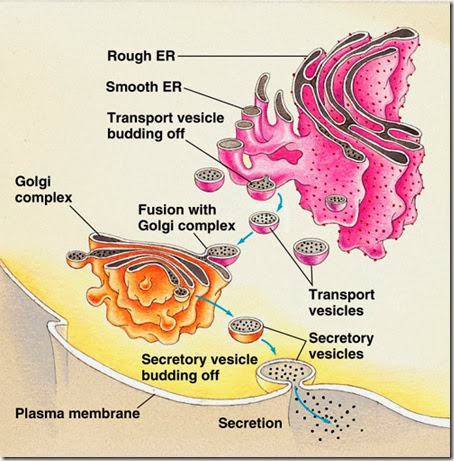 Rough ER
Smooth ER
Transport vesicle
budding off
Golgi
complex
Fusion with
Golgi complex
Transport
vesicles
Secretory
vesicles
Secretory vesicle
budding off
Plasma membrane
Secretion